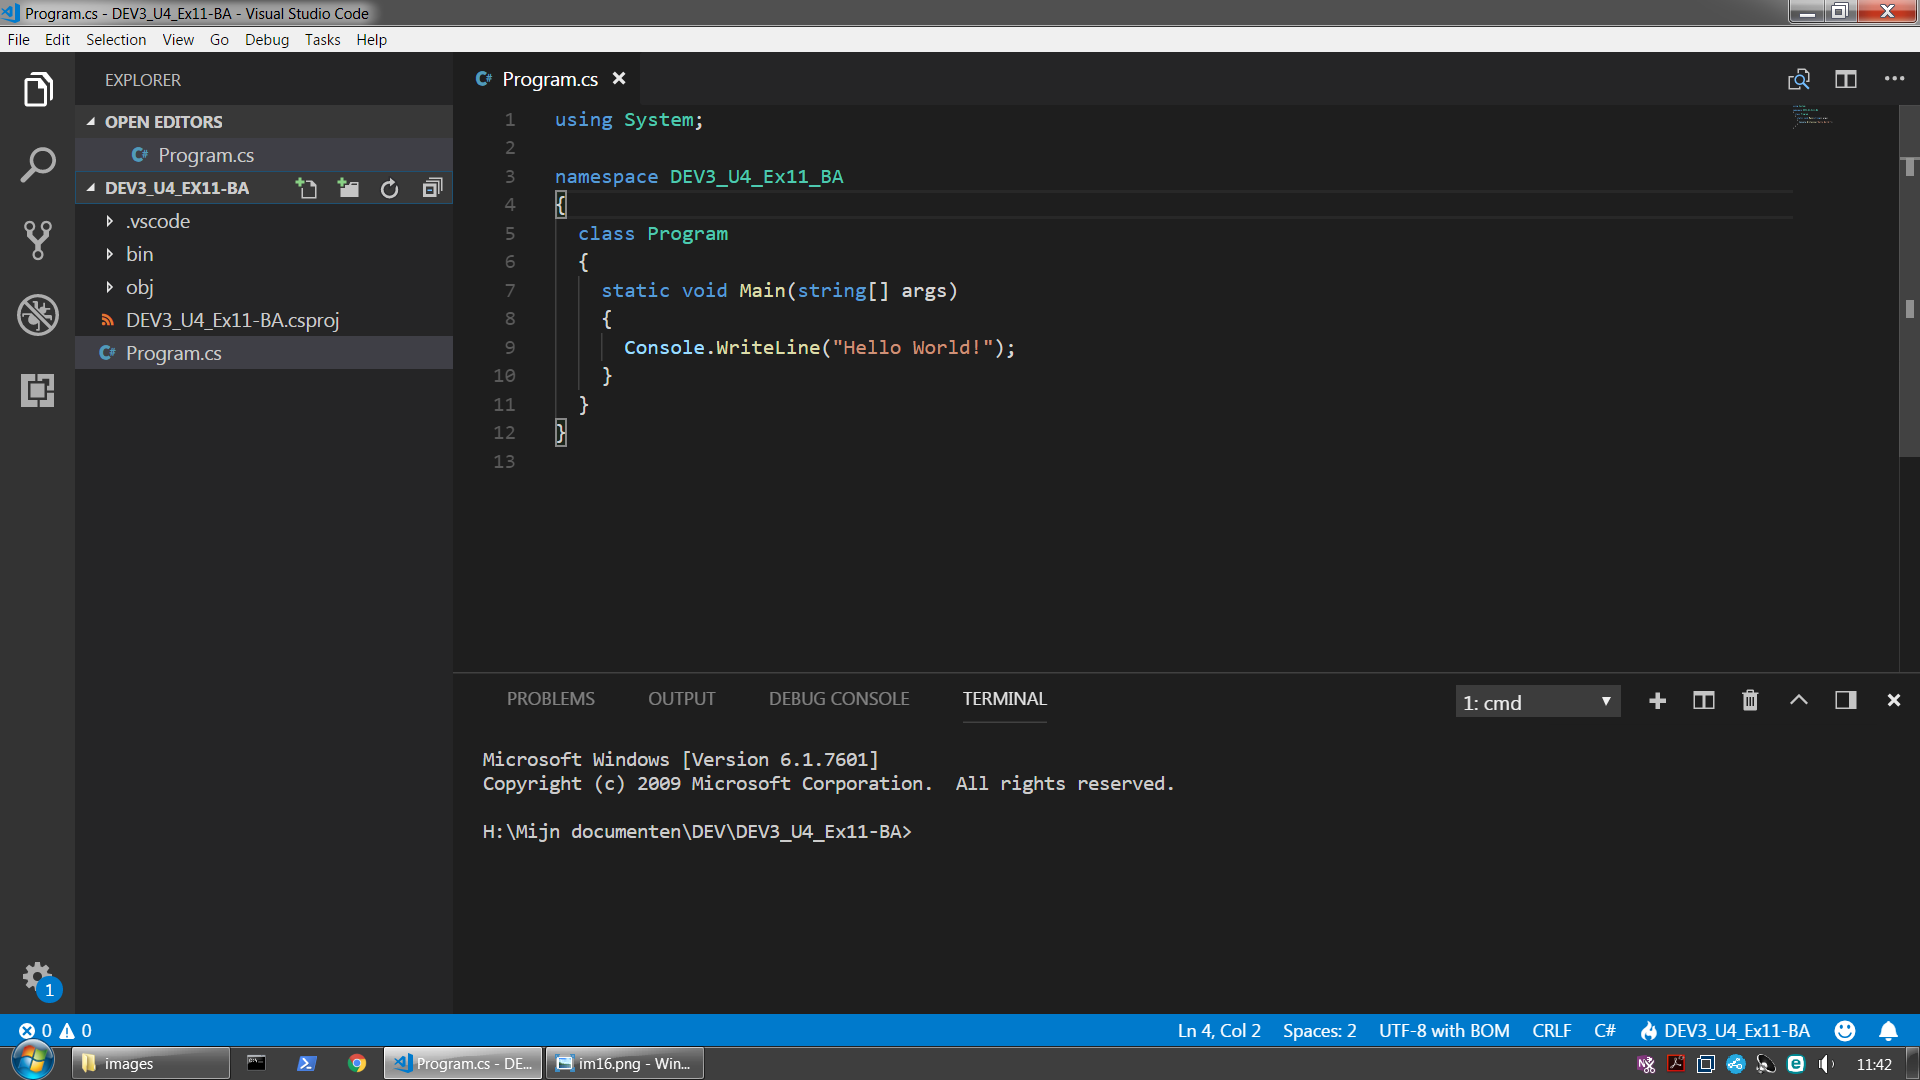 Program.cs - DEV3_U4_Ex11-BA - Visual Studio Code
File Edit Selection View Go Debug Tasks Help
EXPLORER
OPEN EDITORS
C# Program.cs
DEV3_U4_EX11-BA
.vscode
bin
obj
DEV3_U4_Ex11-BA.csproj
C# Program.cs
C# Program.cs
1 using System;
2
3 namespace DEV3_U4_Ex11_BA
4 {
5 class Program
6 {
7 static void Main(string[] args)
8 {
9 Console.WriteLine("Hello World!");
10 }
11 }
12 }
13
PROBLEMS OUTPUT DEBUG CONSOLE TERMINAL 1: cmd
Microsoft Windows [Version 6.1.7601]
Copyright (c) 2009 Microsoft Corporation.  All rights reserved.
H:\Mijn documenten\DEV\DEV3_U4_Ex11-BA>
1
0 0 Ln 4, Col 2 Spaces: 2 UTF-8 with BOM CRLF C# DEV3_U4_Ex11-BA
images Program.cs - DE... im16.png - Win... 11:42